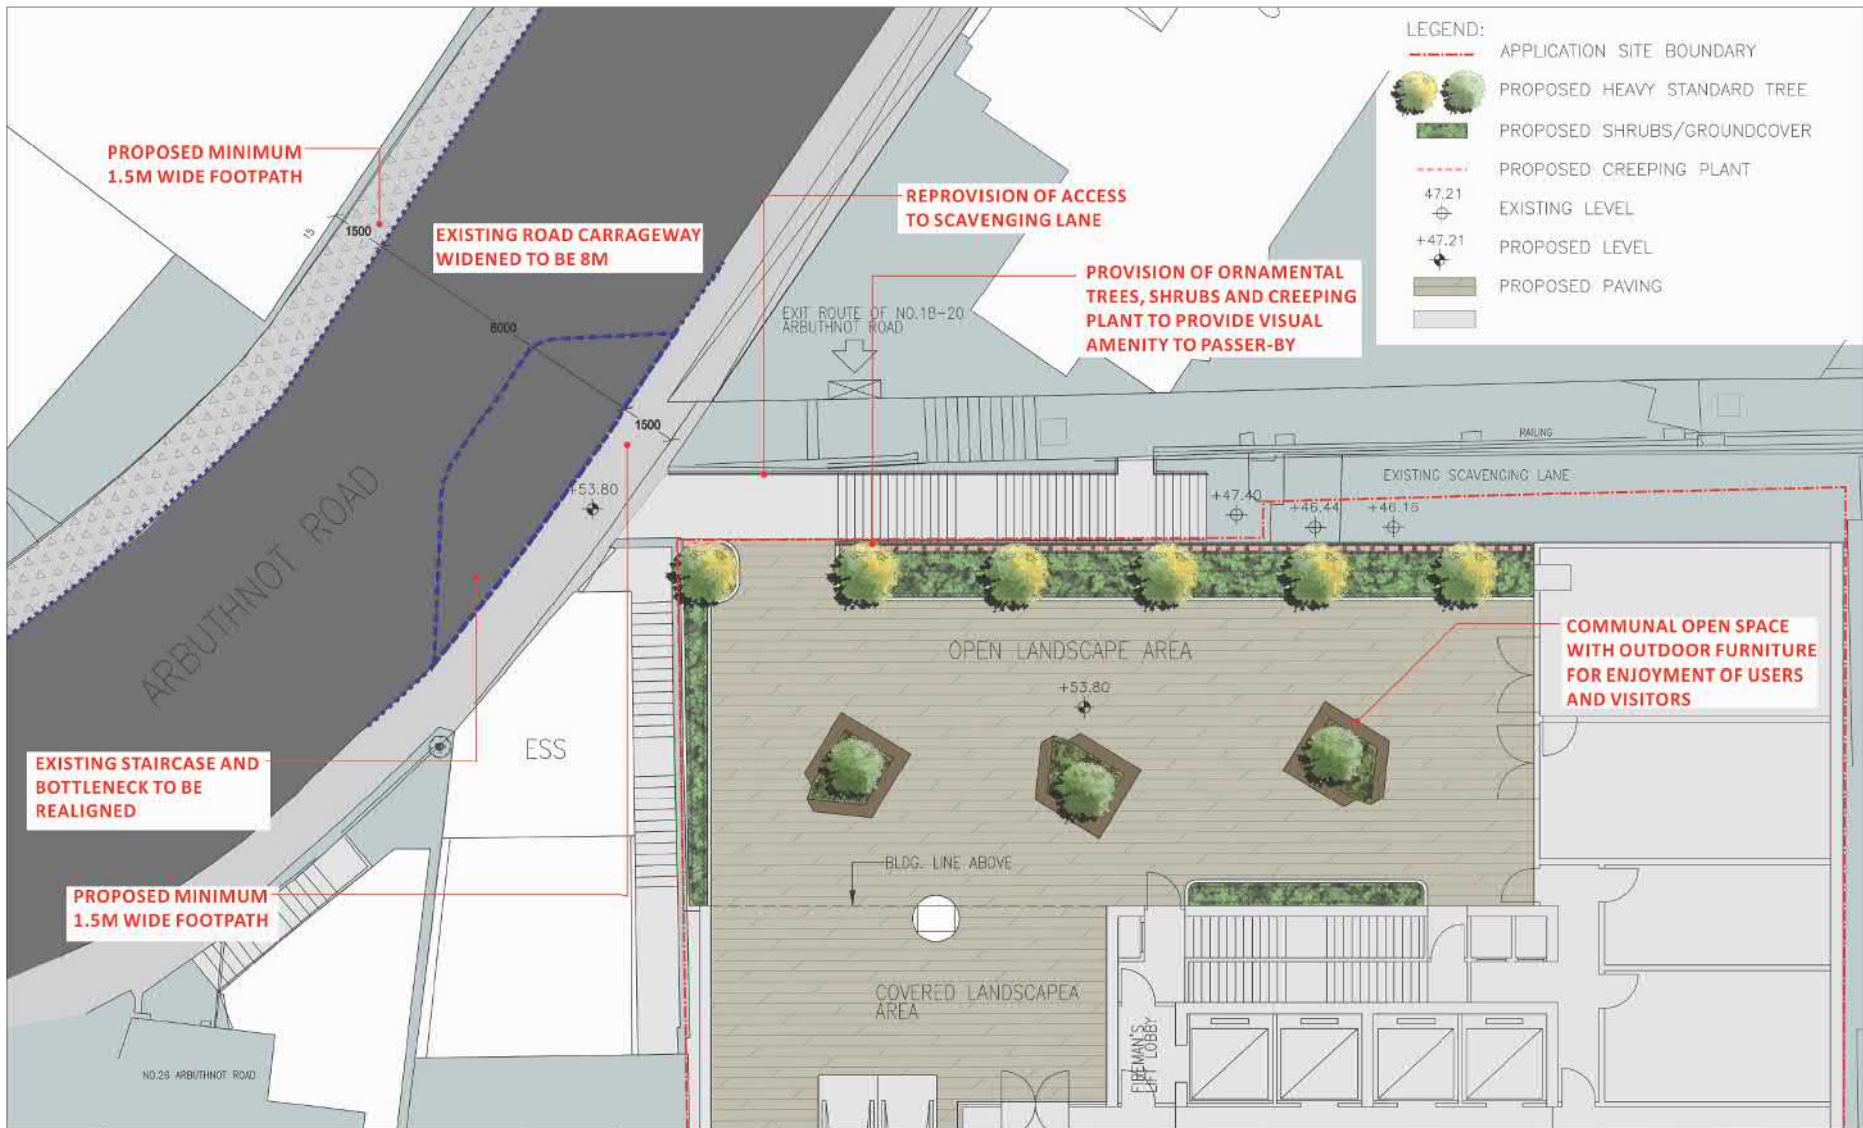 LEGEND:
APPLICATION SITE BOUNDARY
PROPOSED HEAVY STANDARD TREE
PROPOSED SHRUBS/GROUNDCOVER
PROPOSED CREEPING PLANT
47.21
EXISTING LEVEL
+47.21
PROPOSED LEVEL
PROPOSED PAVING
PROPOSED MINIMUM
1.5M WIDE FOOTPATH
15
1500
EXISTING ROAD CARRAGEWAY
WIDENED TO BE 8M
REPROVISION OF ACCESS
TO SCAVENGING LANE
PROVISION OF ORNAMENTAL
TREES, SHRUBS AND CREEPING
PLANT TO PROVIDE VISUAL
AMENITY TO PASSER-BY
EXIT ROUTE OF NO.18-20
ARBUTHNOT ROAD
8000
1500
RAILING
EXISTING SCAVENGING LANE
+53.80
+47.40
+46.44
+46.16
ARBUTHNOT ROAD
OPEN LANDSCAPE AREA
+53.80
COMMUNAL OPEN SPACE
WITH OUTDOOR FURNITURE
FOR ENJOYMENT OF USERS
AND VISITORS
ESS
EXISTING STAIRCASE AND
BOTTLENECK TO BE
REALIGNED
BLDG. LINE ABOVE
PROPOSED MINIMUM
1.5M WIDE FOOTPATH
COVERED LANDSCAPEA
AREA
FIREMAN'S
LIFT LOBBY
NO.26 ARBUTHNOT ROAD